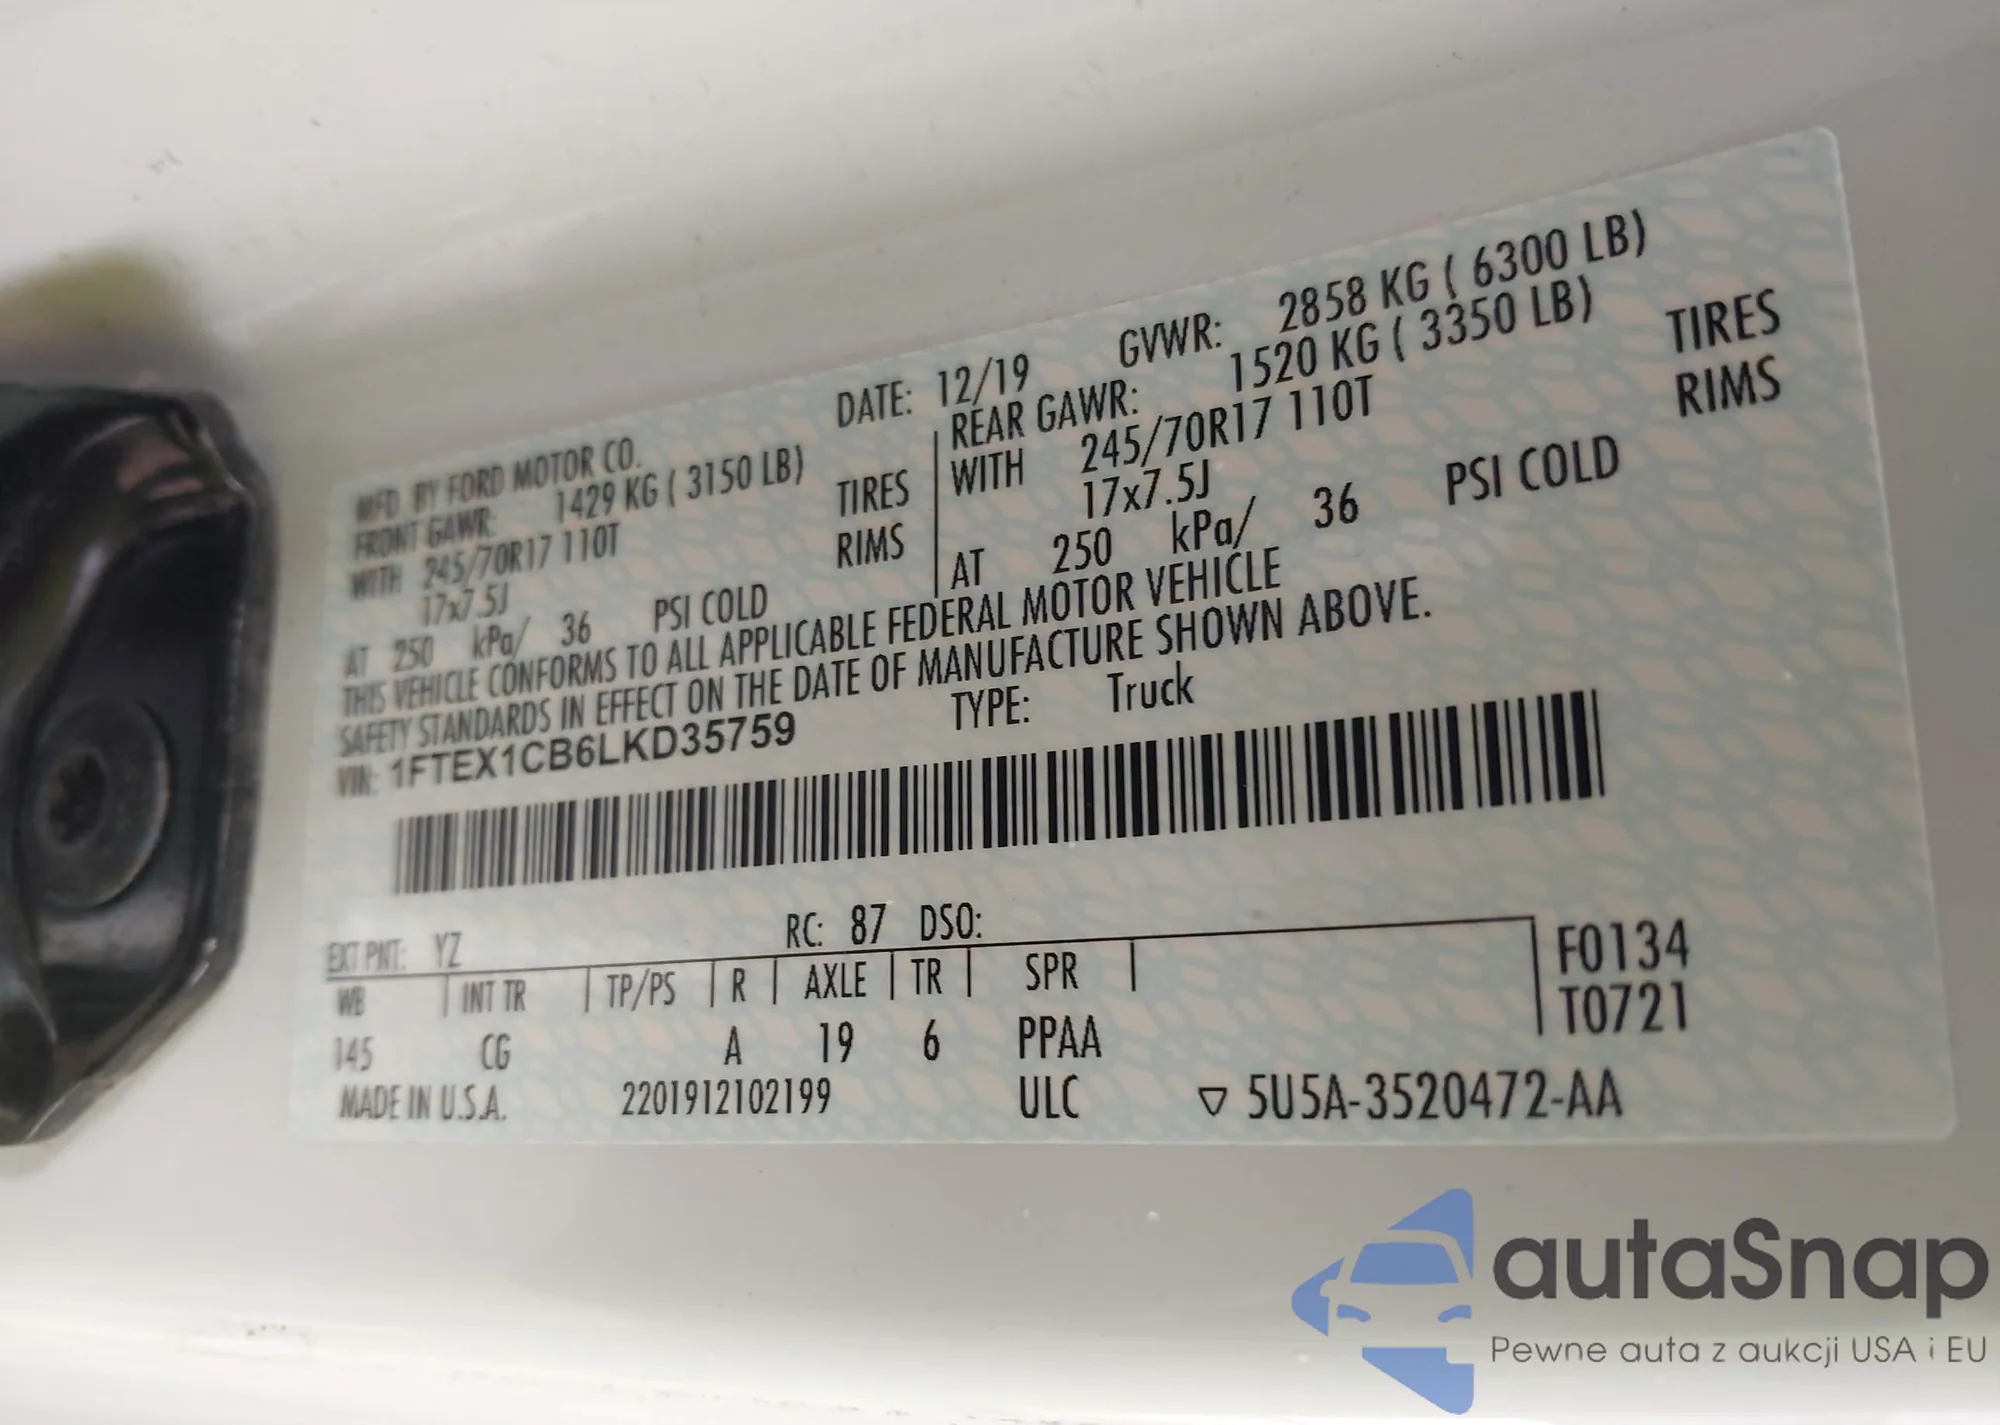 MFD BY FORD MOTOR CO. DATE: 12/19 GVWR: 2858 KG ( 6300 LB)
FRONT GAWR: 1429 KG ( 3150 LB) REAR GAWR: 1520 KG ( 3350 LB)
WITH 245/70R17 110T TIRES WITH 245/70R17 110T TIRES
17x7.5J RIMS 17x7.5J RIMS
AT 250 kPa/ 36 PSI COLD AT 250 kPa/ 36 PSI COLD
THIS VEHICLE CONFORMS TO ALL APPLICABLE FEDERAL MOTOR VEHICLE
SAFETY STANDARDS IN EFFECT ON THE DATE OF MANUFACTURE SHOWN ABOVE.
VIN: 1FTEX1CB6LKD35759 TYPE: Truck
EXT PNT: YZ RC: 87 DSO:
WB INT TR TP/PS R AXLE TR SPR F0134
145 CG A 19 6 PPAA T0721
MADE IN U.S.A. 2201912102199 ULC ▽ 5U5A-3520472-AA
autaSnap
Pewne auta z aukcji USA i EU